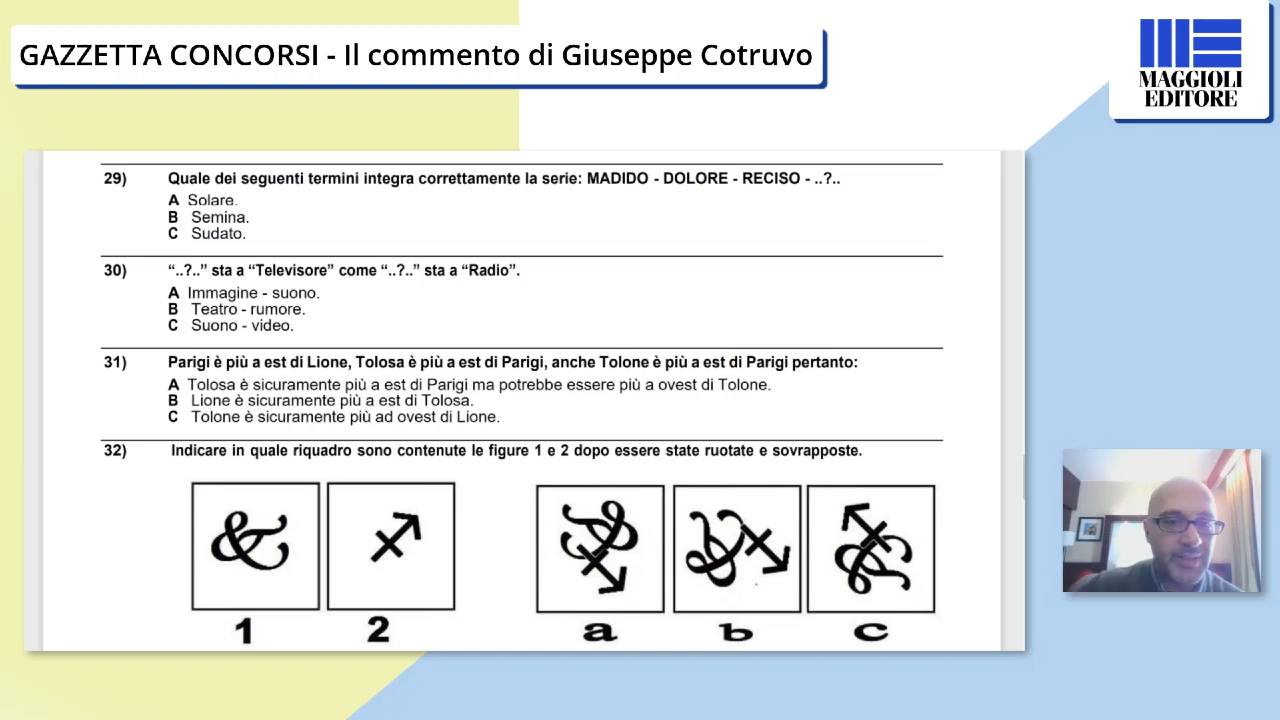 GAZZETTA CONCORSI - Il commento di Giuseppe Cotruvo
MAGGIOLI
EDITORE
29) Quale dei seguenti termini integra correttamente la serie: MADIDO - DOLORE - RECISO - ..?..
A Solare.
B Semina.
C Sudato.
30) “..?..” sta a “Televisore” come “..?..” sta a “Radio”.
A Immagine - suono.
B Teatro - rumore.
C Suono - video.
31) Parigi è più a est di Lione, Tolosa è più a est di Parigi, anche Tolone è più a est di Parigi pertanto:
A Tolosa è sicuramente più a est di Parigi ma potrebbe essere più a ovest di Tolone.
B Lione è sicuramente più a est di Tolosa.
C Tolone è sicuramente più ad ovest di Lione.
32) Indicare in quale riquadro sono contenute le figure 1 e 2 dopo essere state ruotate e sovrapposte.
&
1 2 a b c